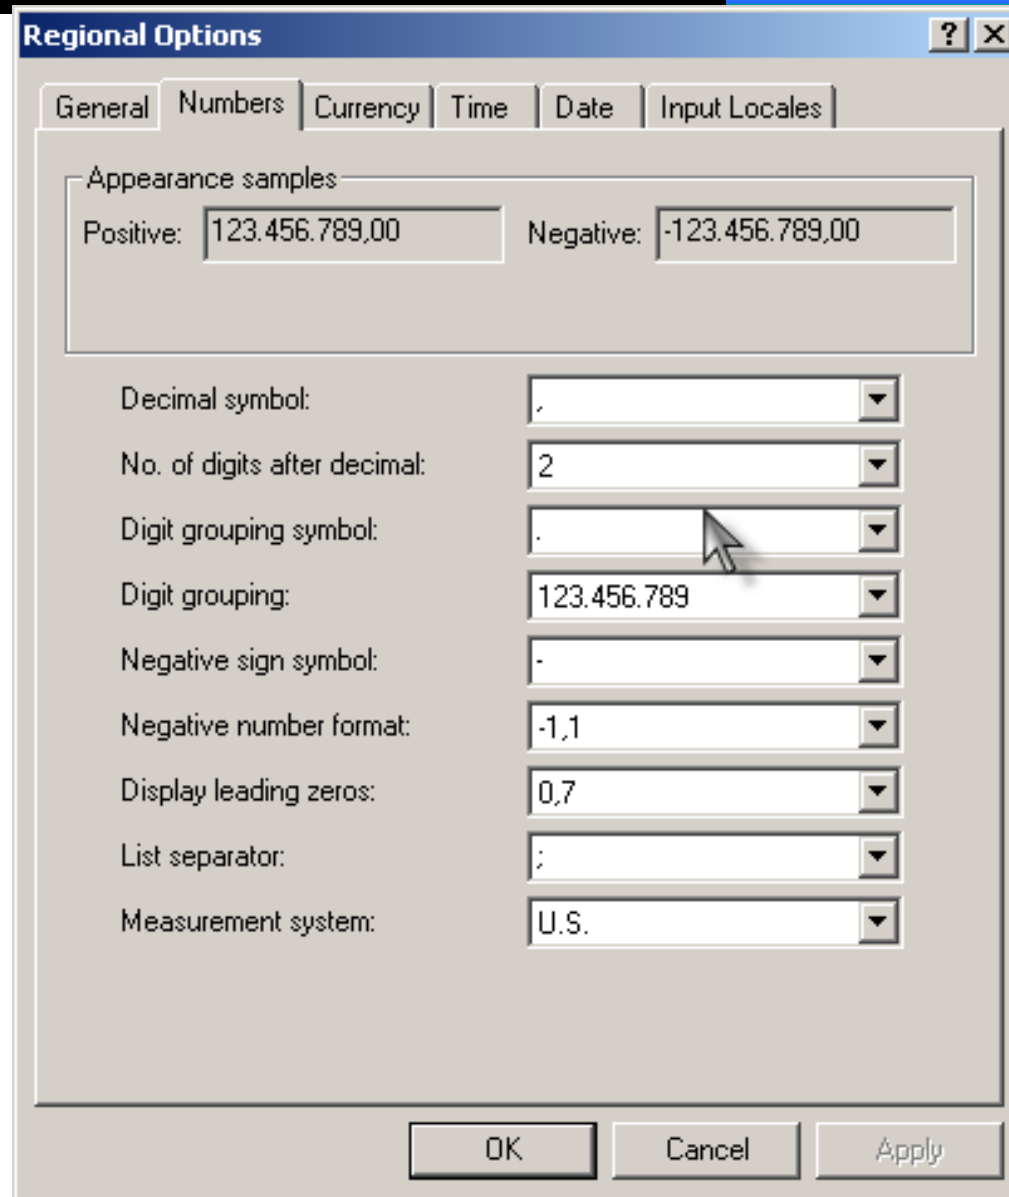 Regional Options
General Numbers Currency Time Date Input Locales
Appearance samples
Positive: 123.456.789,00 Negative: -123.456.789,00
Decimal symbol: ,
No. of digits after decimal: 2
Digit grouping symbol: .
Digit grouping: 123.456.789
Negative sign symbol: -
Negative number format: -1,1
Display leading zeros: 0,7
List separator: ;
Measurement system: U.S.
OK Cancel Apply